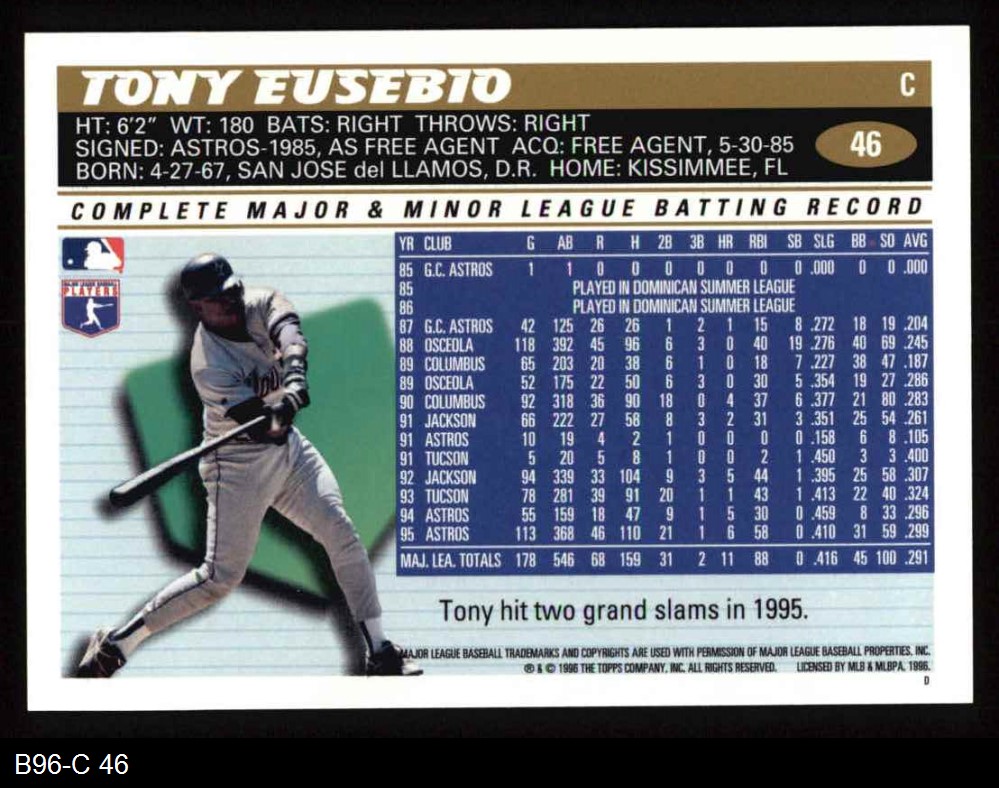 TONY EUSEBIO
C
HT: 6'2" WT: 180 BATS: RIGHT THROWS: RIGHT
SIGNED: ASTROS-1985, AS FREE AGENT ACQ: FREE AGENT, 5-30-85
BORN: 4-27-67, SAN JOSE del LLAMOS, D.R. HOME: KISSIMMEE, FL
46
COMPLETE MAJOR & MINOR LEAGUE BATTING RECORD
MAJOR LEAGUE BASEBALL
PLAYERS
YR CLUB G AB R H 2B 3B HR RBI SB SLG BB SO AVG
85 G.C. ASTROS 1 1 0 0 0 0 0 0 0 .000 0 0 .000
85 PLAYED IN DOMINICAN SUMMER LEAGUE
86 PLAYED IN DOMINICAN SUMMER LEAGUE
87 G.C. ASTROS 42 125 26 26 1 2 1 15 8 .272 18 19 .204
88 OSCEOLA 118 392 45 96 6 3 0 40 19 .276 40 69 .245
89 COLUMBUS 65 203 20 38 6 1 0 18 7 .227 38 47 .187
89 OSCEOLA 52 175 22 50 6 3 0 30 5 .354 19 27 .286
90 COLUMBUS 92 318 36 90 18 0 4 37 6 .377 21 80 .283
91 JACKSON 66 222 27 58 8 3 2 31 3 .351 25 54 .261
91 ASTROS 10 19 4 2 1 0 0 0 0 .158 6 8 .105
91 TUCSON 5 20 5 8 1 0 0 2 1 .450 3 3 .400
92 JACKSON 94 339 33 104 9 3 5 44 1 .395 25 58 .307
93 TUCSON 78 281 39 91 20 1 1 43 1 .413 22 40 .324
94 ASTROS 55 159 18 47 9 1 5 30 0 .459 8 33 .296
95 ASTROS 113 368 46 110 21 1 6 58 0 .410 31 59 .299
MAJ. LEA. TOTALS 178 546 68 159 31 2 11 88 0 .416 45 100 .291
Tony hit two grand slams in 1995.
MAJOR LEAGUE BASEBALL TRADEMARKS AND COPYRIGHTS ARE USED WITH PERMISSION OF MAJOR LEAGUE BASEBALL PROPERTIES, INC.
® & © 1996 THE TOPPS COMPANY, INC. ALL RIGHTS RESERVED. LICENSED BY MLB & MLBPA. 1996.
D
B96-C 46